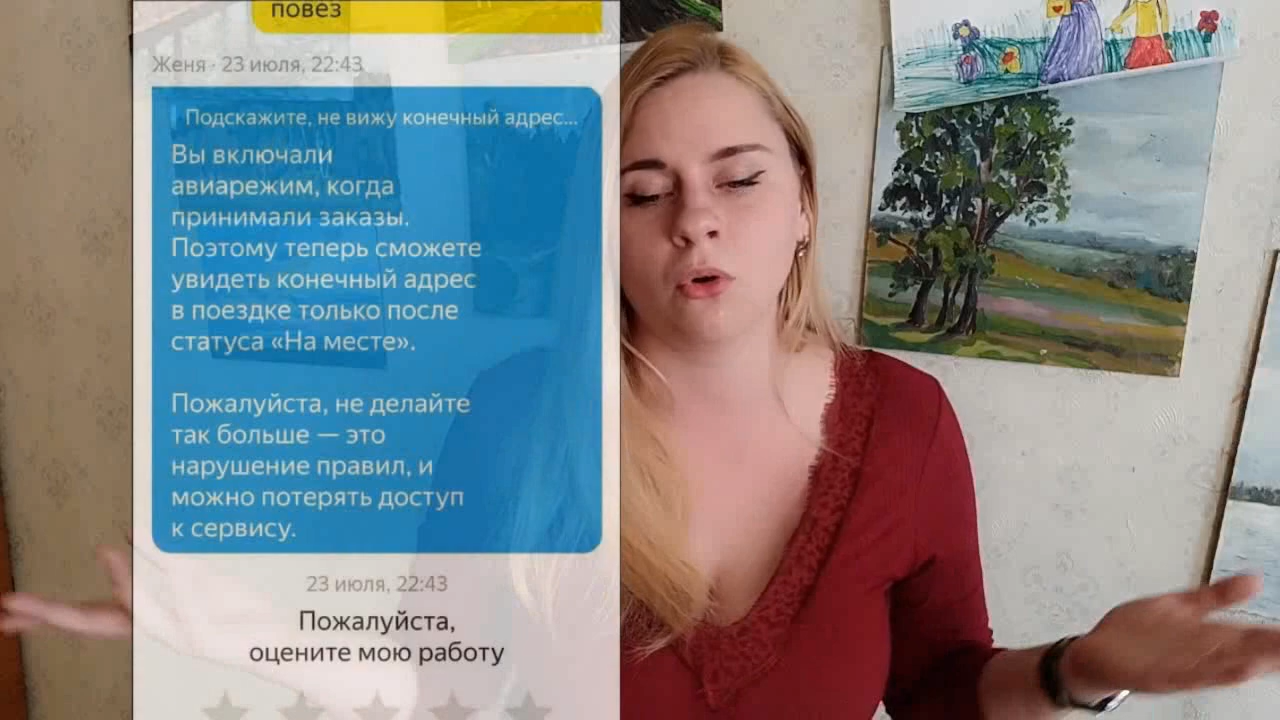 повёз
Женя · 23 июля, 22:43
Подскажите, не вижу конечный адрес...
Вы включали
авиарежим, когда
принимали заказы.
Поэтому теперь сможете
увидеть конечный адрес
в поездке только после
статуса «На месте».
Пожалуйста, не делайте
так больше — это
нарушение правил, и
можно потерять доступ
к сервису.
23 июля, 22:43
Пожалуйста,
оцените мою работу